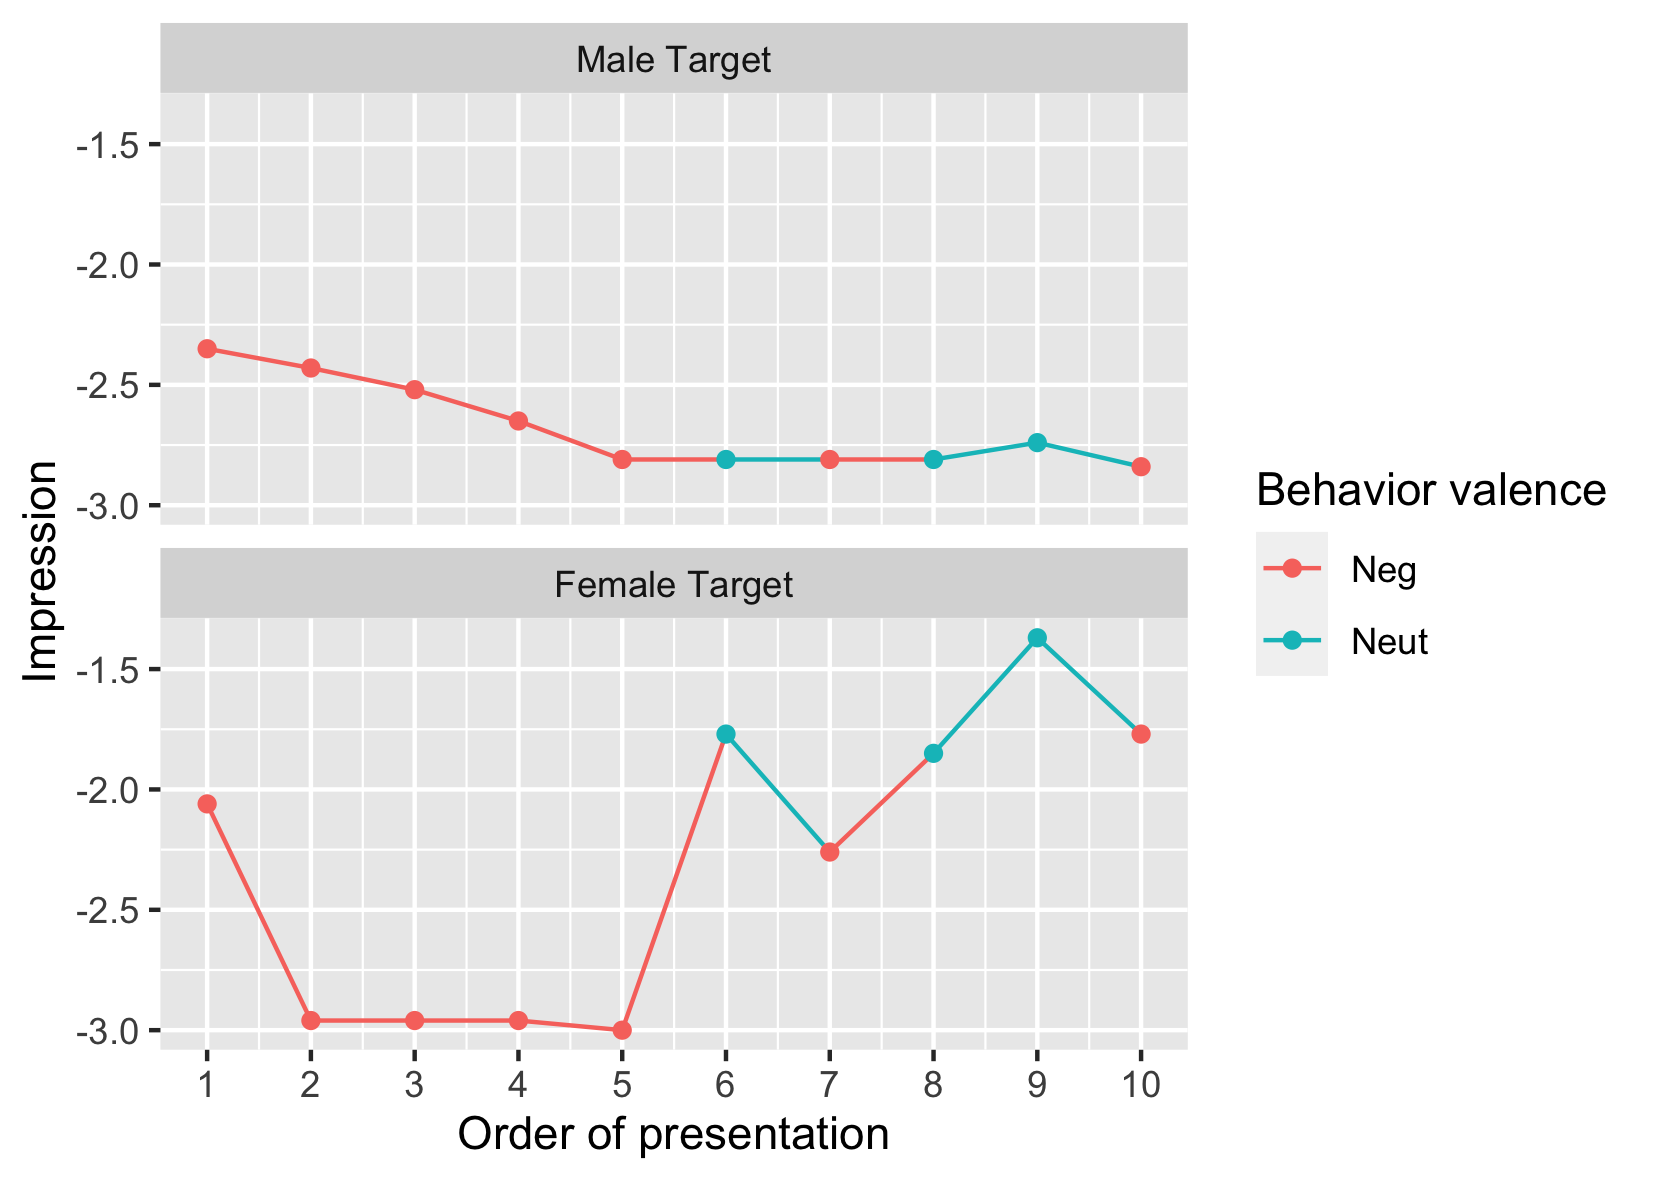 Male Target
-1.5
-2.0
-2.5
-3.0
Female Target
-1.5
-2.0
-2.5
-3.0
1 2 3 4 5 6 7 8 9 10
Order of presentation
Impression
Behavior valence
Neg
Neut